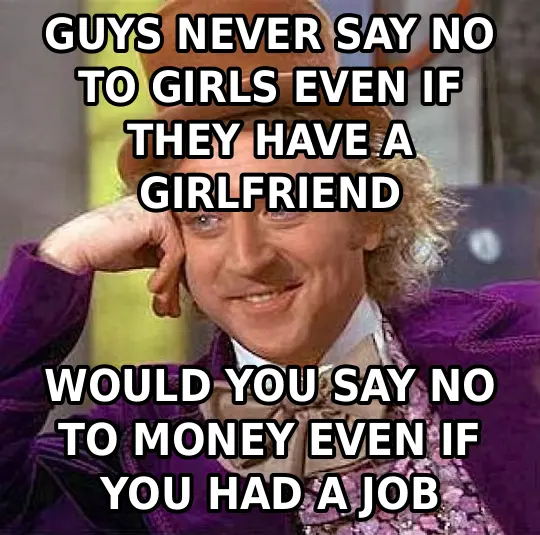 GUYS NEVER SAY NO
TO GIRLS EVEN IF
THEY HAVE A
GIRLFRIEND
WOULD YOU SAY NO
TO MONEY EVEN IF
YOU HAD A JOB